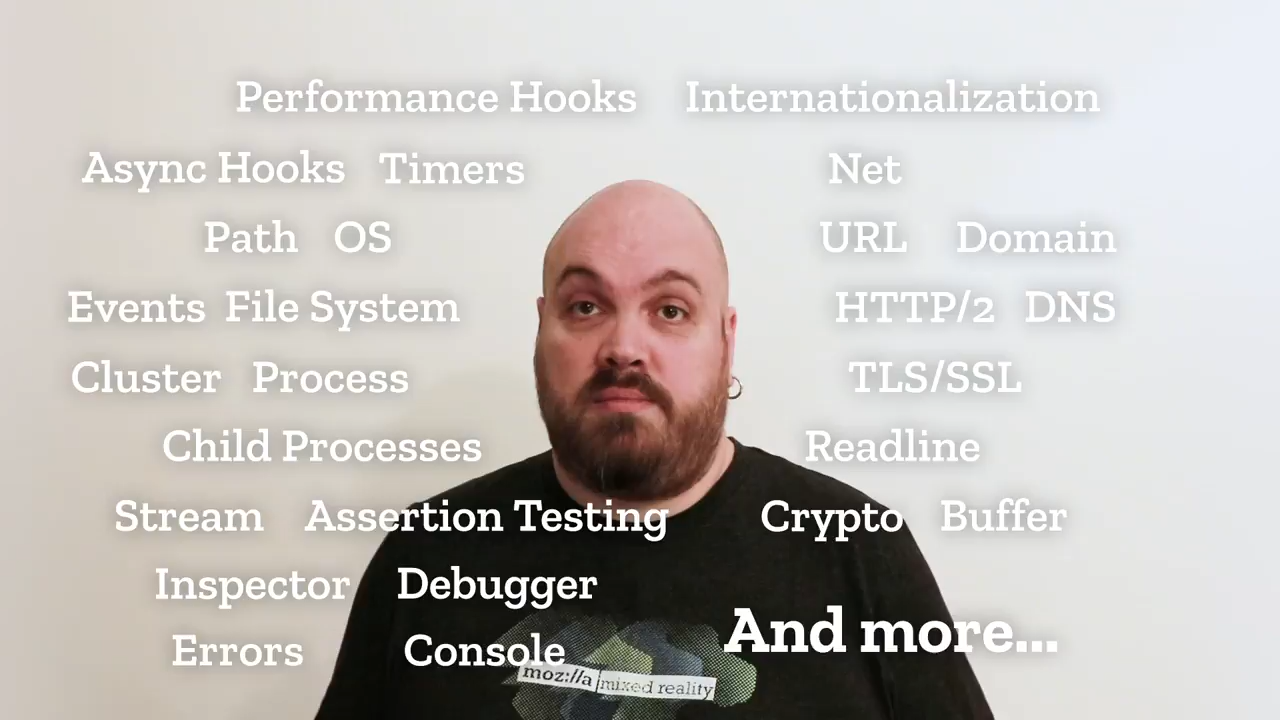 Performance Hooks Internationalization
Async Hooks Timers Net
Path OS URL Domain
Events File System HTTP/2 DNS
Cluster Process TLS/SSL
Child Processes Readline
Stream Assertion Testing Crypto Buffer
Inspector Debugger
And more...
Errors Console
moz://a mixed reality